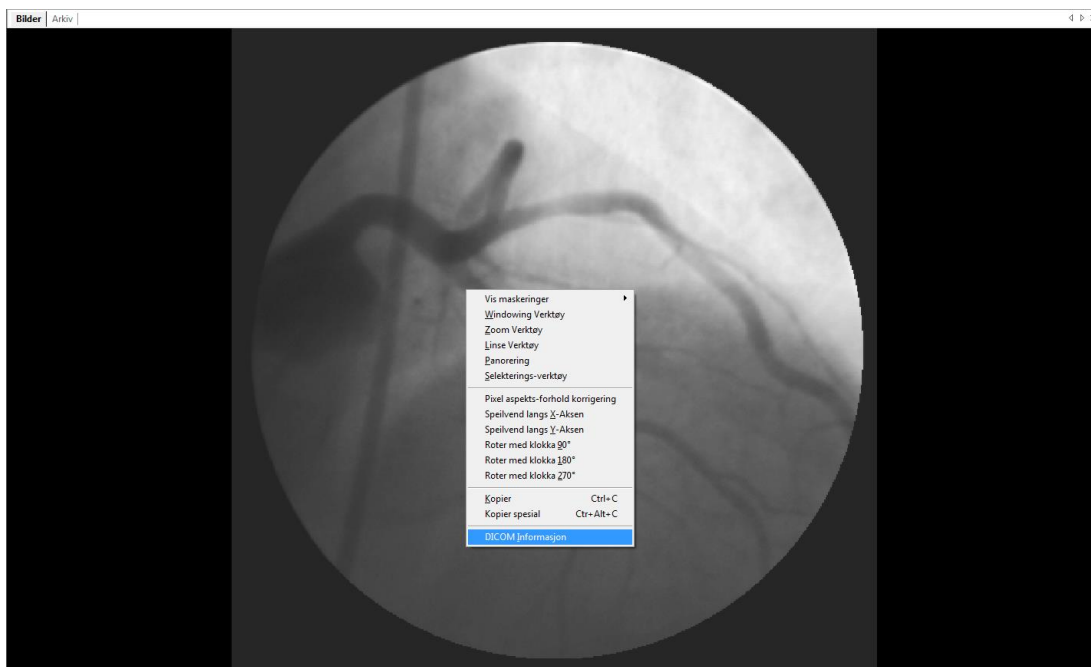 Bilder Arkiv
Vis maskeringer
Windowing Verktøy
Zoom Verktøy
Linse Verktøy
Panorering
Selekterings-verktøy
Pixel aspekts-forhold korrigering
Speilvend langs X-Aksen
Speilvend langs Y-Aksen
Roter med klokka 90°
Roter med klokka 180°
Roter med klokka 270°
Kopier Ctrl+C
Kopier spesial Ctr+Alt+C
DICOM Informasjon